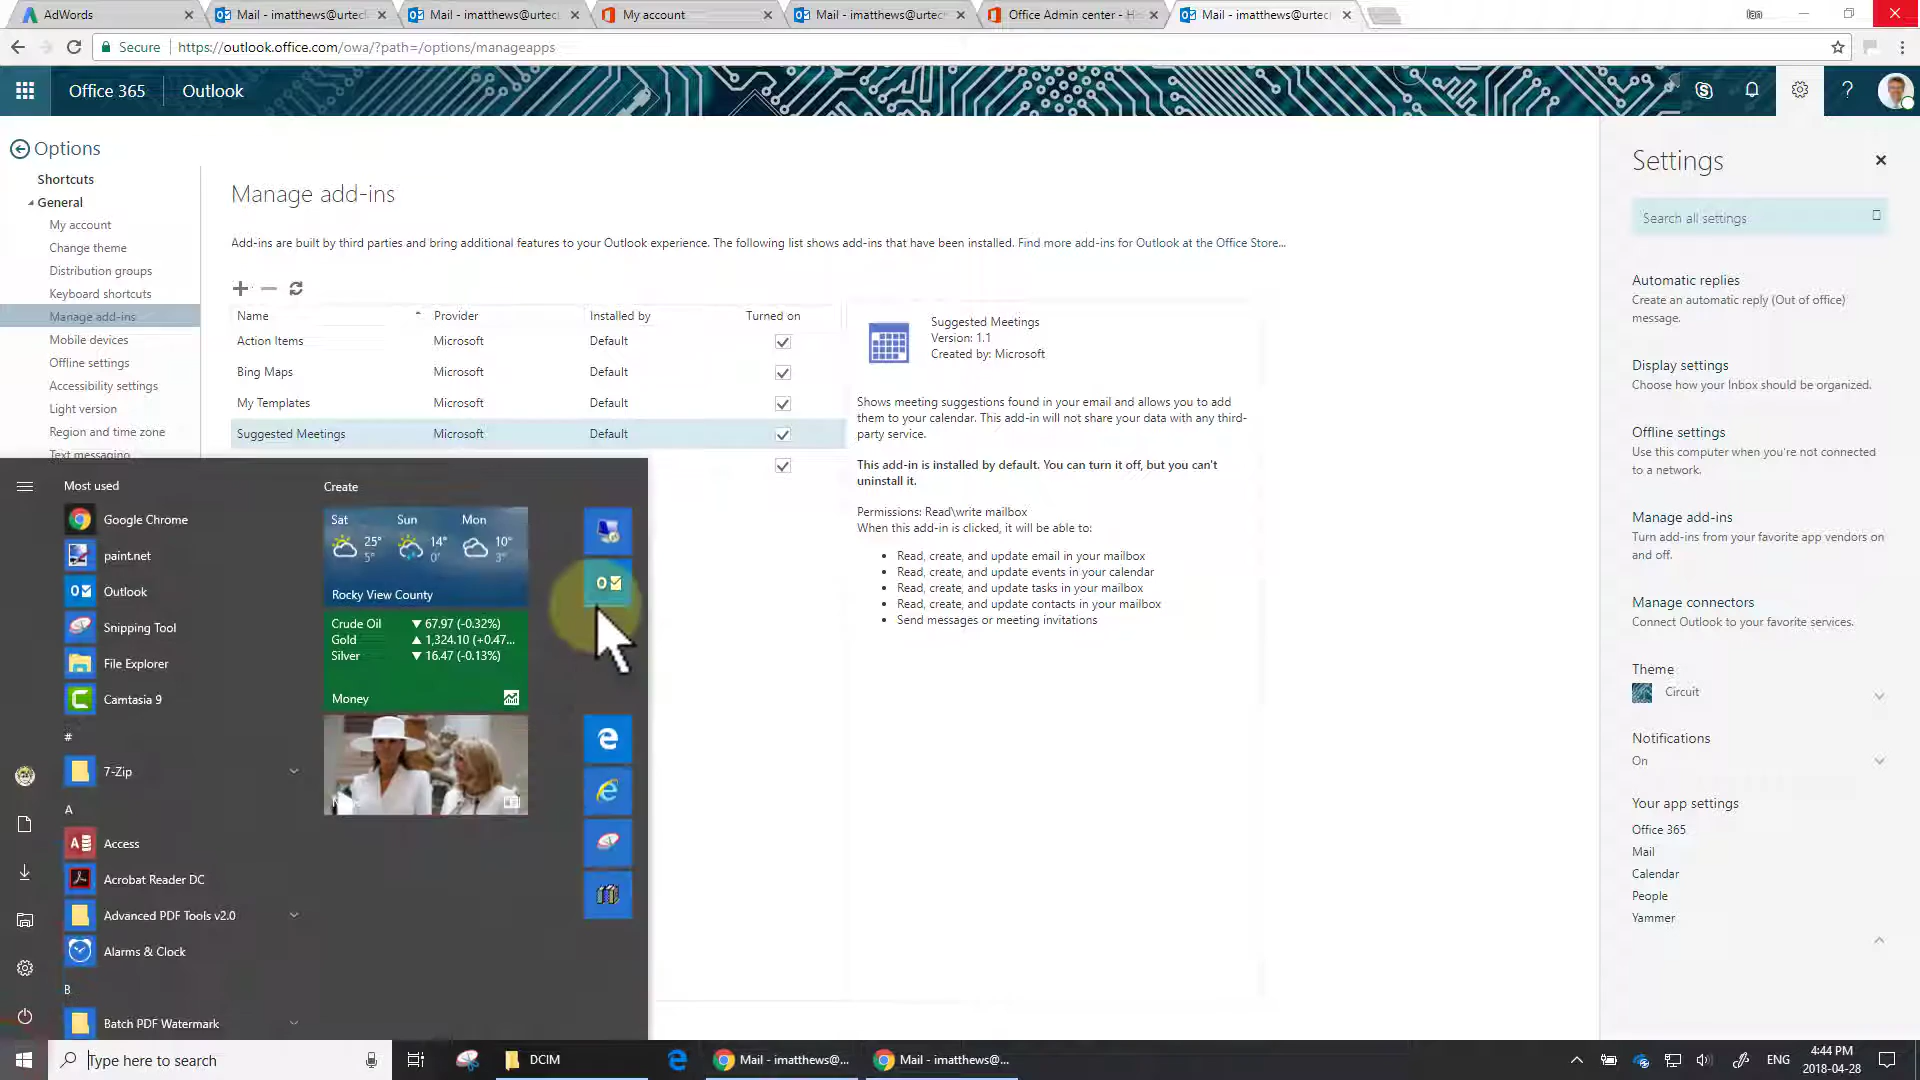 AdWords
Mail - imatthews@urtec
Mail - imatthews@urtec
My account
Mail - imatthews@urtec
Office Admin center - H
Mail - imatthews@urtec
Ian
Secure
https://outlook.office.com/owa/?path=/options/manageapps
Office 365
Outlook
Options
Shortcuts
General
My account
Change theme
Distribution groups
Keyboard shortcuts
Manage add-ins
Mobile devices
Offline settings
Accessibility settings
Light version
Region and time zone
Text messaging
Manage add-ins
Add-ins are built by third parties and bring additional features to your Outlook experience. The following list shows add-ins that have been installed. Find more add-ins for Outlook at the Office Store...
Name Provider Installed by Turned on
Action Items Microsoft Default
Bing Maps Microsoft Default
My Templates Microsoft Default
Suggested Meetings Microsoft Default
Suggested Meetings
Version: 1.1
Created by: Microsoft
Shows meeting suggestions found in your email and allows you to add
them to your calendar. This add-in will not share your data with any third-
party service.
This add-in is installed by default. You can turn it off, but you can't
uninstall it.
Permissions: Read\write mailbox
When this add-in is clicked, it will be able to:
Read, create, and update email in your mailbox
Read, create, and update events in your calendar
Read, create, and update tasks in your mailbox
Read, create, and update contacts in your mailbox
Send messages or meeting invitations
Settings
Search all settings
Automatic replies
Create an automatic reply (Out of office)
message.
Display settings
Choose how your Inbox should be organized.
Offline settings
Use this computer when you're not connected
to a network.
Manage add-ins
Turn add-ins from your favorite app vendors on
and off.
Manage connectors
Connect Outlook to your favorite services.
Theme
Circuit
Notifications
On
Your app settings
Office 365
Mail
Calendar
People
Yammer
Most used
Google Chrome
paint.net
Outlook
Snipping Tool
File Explorer
Camtasia 9
#
7-Zip
A
Access
Acrobat Reader DC
Advanced PDF Tools v2.0
Alarms & Clock
B
Batch PDF Watermark
Create
Sat Sun Mon
25° 14° 10°
5° 0° 3°
Rocky View County
Crude Oil ▼ 67.97 (-0.32%)
Gold ▲ 1,324.10 (+0.47...
Silver ▼ 16.47 (-0.13%)
Money
Type here to search
DCIM
Mail - imatthews@...
Mail - imatthews@...
ENG
4:44 PM
2018-04-28